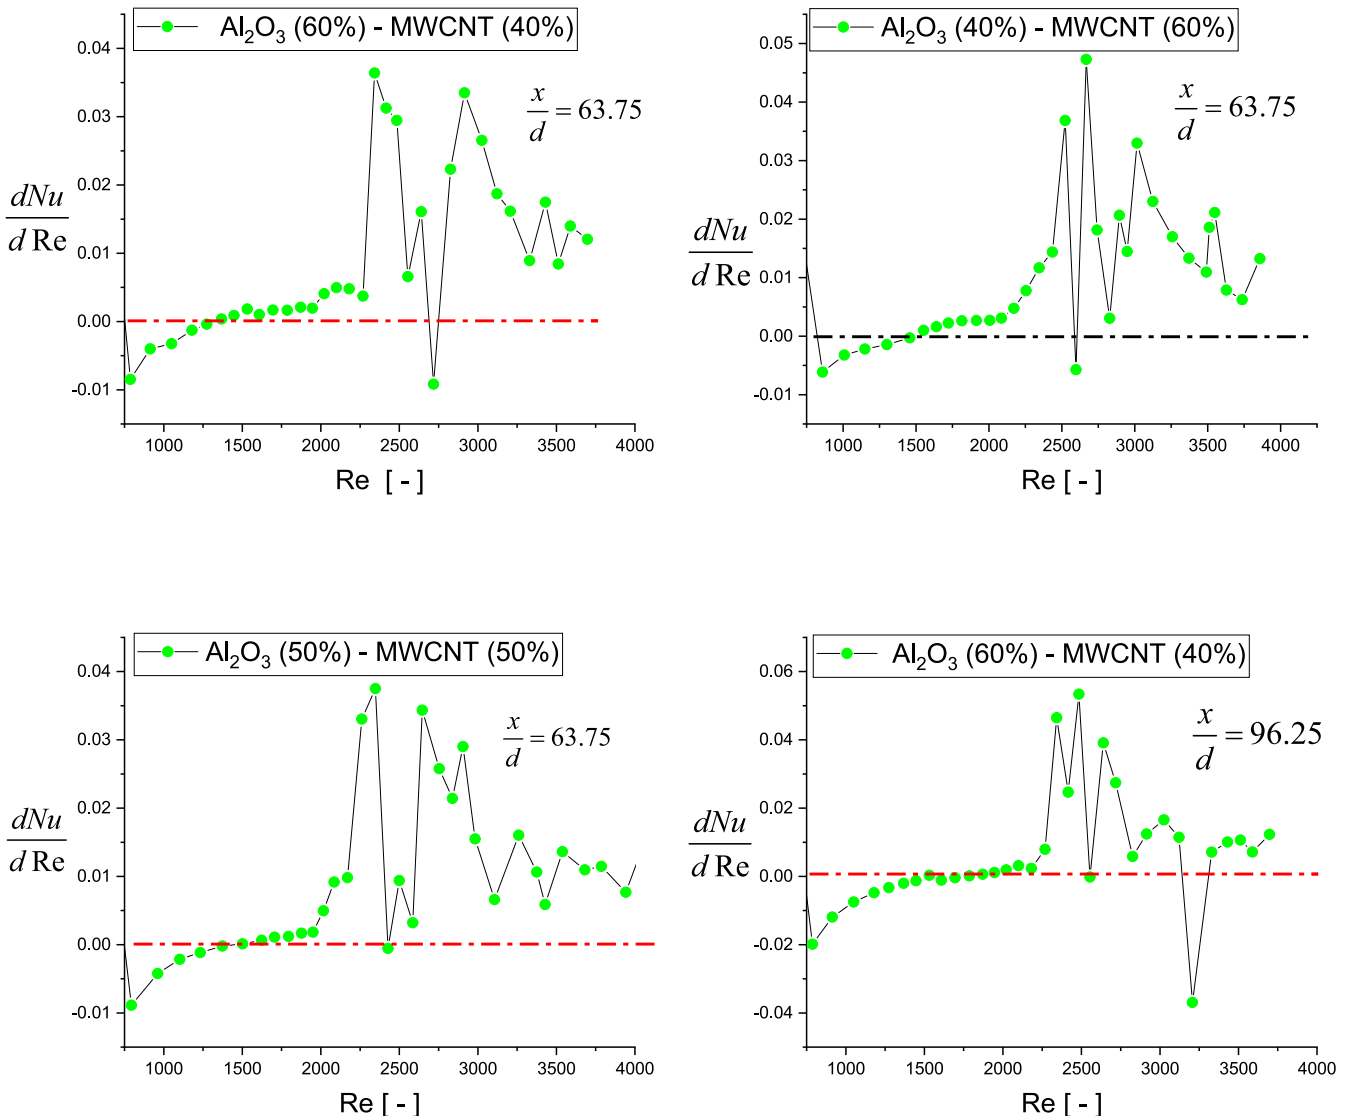 Al₂O₃ (60%) - MWCNT (40%)
x/d = 63.75
dNu/d Re
0.04
0.03
0.02
0.01
0.00
-0.01
1000 1500 2000 2500 3000 3500 4000
Re [ - ]
Al₂O₃ (40%) - MWCNT (60%)
x/d = 63.75
dNu/d Re
0.05
0.04
0.03
0.02
0.01
0.00
-0.01
1000 1500 2000 2500 3000 3500 4000
Re [ - ]
Al₂O₃ (50%) - MWCNT (50%)
x/d = 63.75
dNu/d Re
0.04
0.03
0.02
0.01
0.00
-0.01
1000 1500 2000 2500 3000 3500 4000
Re [ - ]
Al₂O₃ (60%) - MWCNT (40%)
x/d = 96.25
dNu/d Re
0.06
0.04
0.02
0.00
-0.02
-0.04
1000 1500 2000 2500 3000 3500 4000
Re [ - ]